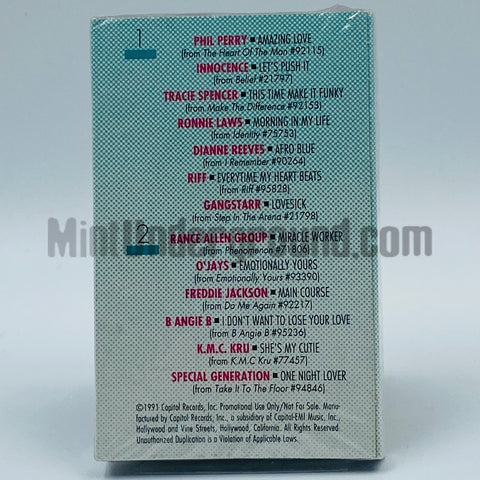 1
PHIL PERRY ■ AMAZING LOVE
(from The Heart Of The Man #92115)
INNOCENCE ■ LET'S PUSH IT
(from Belief #21797)
TRACIE SPENCER ■ THIS TIME MAKE IT FUNKY
(from Make The Difference #92153)
RONNIE LAWS ■ MORNING IN MY LIFE
(from Identity #75753)
DIANNE REEVES ■ AFRO BLUE
(from I Remember #90264)
RIFF ■ EVERYTIME MY HEART BEATS
(from Riff #95828)
GANGSTARR ■ LOVESICK
(from Step In The Arena #21798)
2
RANCE ALLEN GROUP ■ MIRACLE WORKER
(from Phenomenon #71806)
O'JAYS ■ EMOTIONALLY YOURS
(from Emotionally Yours #93390)
FREDDIE JACKSON ■ MAIN COURSE
(from Do Me Again #92217)
B ANGIE B ■ I DON'T WANT TO LOSE YOUR LOVE
(from B Angie B #95236)
K.M.C. KRU ■ SHE'S MY CUTIE
(from K.M.C Kru #77457)
SPECIAL GENERATION ■ ONE NIGHT LOVER
(from Take It To The Floor #94846)
©1991 Capitol Records, Inc. Promotional Use Only/Not For Sale. Manu-
factured by Capitol Records, Inc., a subsidiary of Capitol-EMI Music, Inc.,
Hollywood and Vine Streets, Hollywood, California. All Rights Reserved.
Unauthorized Duplication is a Violation of Applicable Laws.